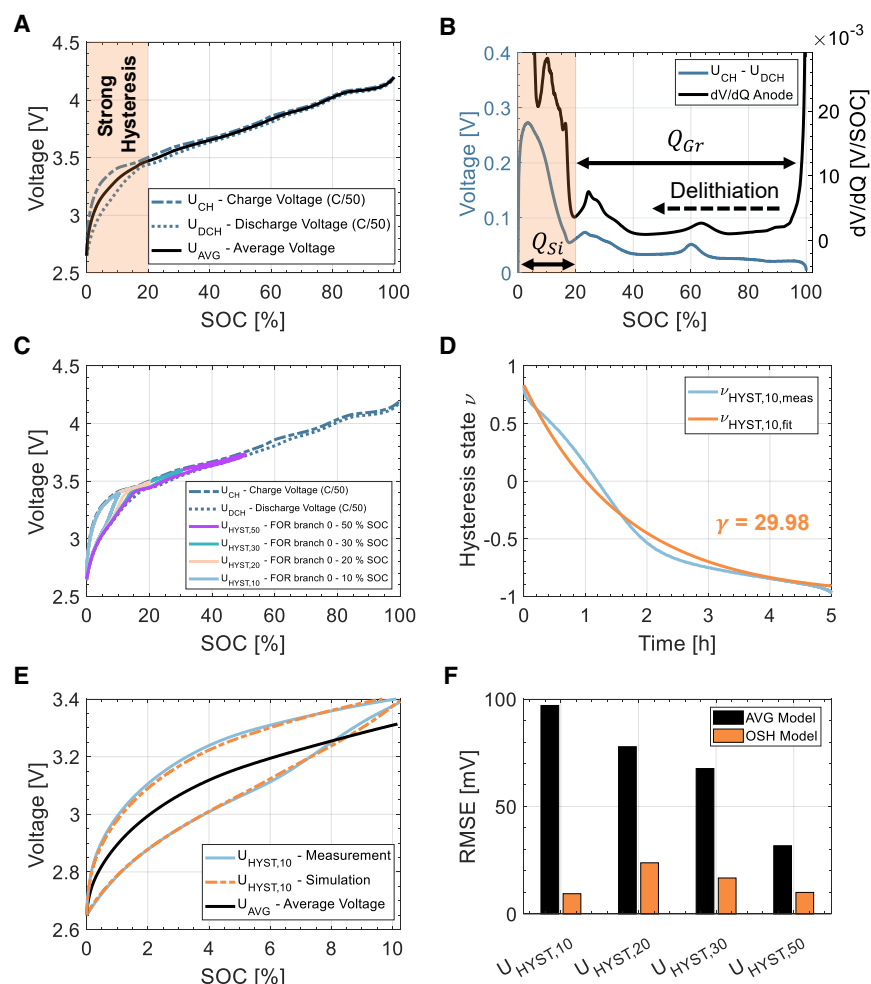 A
4.5
4
3.5
3
2.5
Voltage [V]
Strong
Hysteresis
U_CH - Charge Voltage (C/50)
U_DCH - Discharge Voltage (C/50)
U_AVG - Average Voltage
0 20 40 60 80 100
SOC [%]
B
×10⁻³
0.4
0.3
0.2
0.1
0
Voltage [V]
U_CH - U_DCH
dV/dQ Anode
Q_Gr
Delithiation
Q_Si
20
10
0
dV/dQ [V/SOC]
0 20 40 60 80 100
SOC [%]
C
4.5
4
3.5
3
2.5
Voltage [V]
U_CH - Charge Voltage (C/50)
U_DCH - Discharge Voltage (C/50)
U_HYST,50 - FOR branch 0 - 50 % SOC
U_HYST,30 - FOR branch 0 - 30 % SOC
U_HYST,20 - FOR branch 0 - 20 % SOC
U_HYST,10 - FOR branch 0 - 10 % SOC
0 20 40 60 80 100
SOC [%]
D
1
0.5
0
-0.5
-1
Hysteresis state ν
ν_HYST,10,meas
ν_HYST,10,fit
γ = 29.98
0 1 2 3 4 5
Time [h]
E
3.4
3.2
3
2.8
2.6
Voltage [V]
U_HYST,10 - Measurement
U_HYST,10 - Simulation
U_AVG - Average Voltage
0 2 4 6 8 10
SOC [%]
F
100
50
0
RMSE [mV]
AVG Model
OSH Model
U_HYST,10 U_HYST,20 U_HYST,30 U_HYST,50